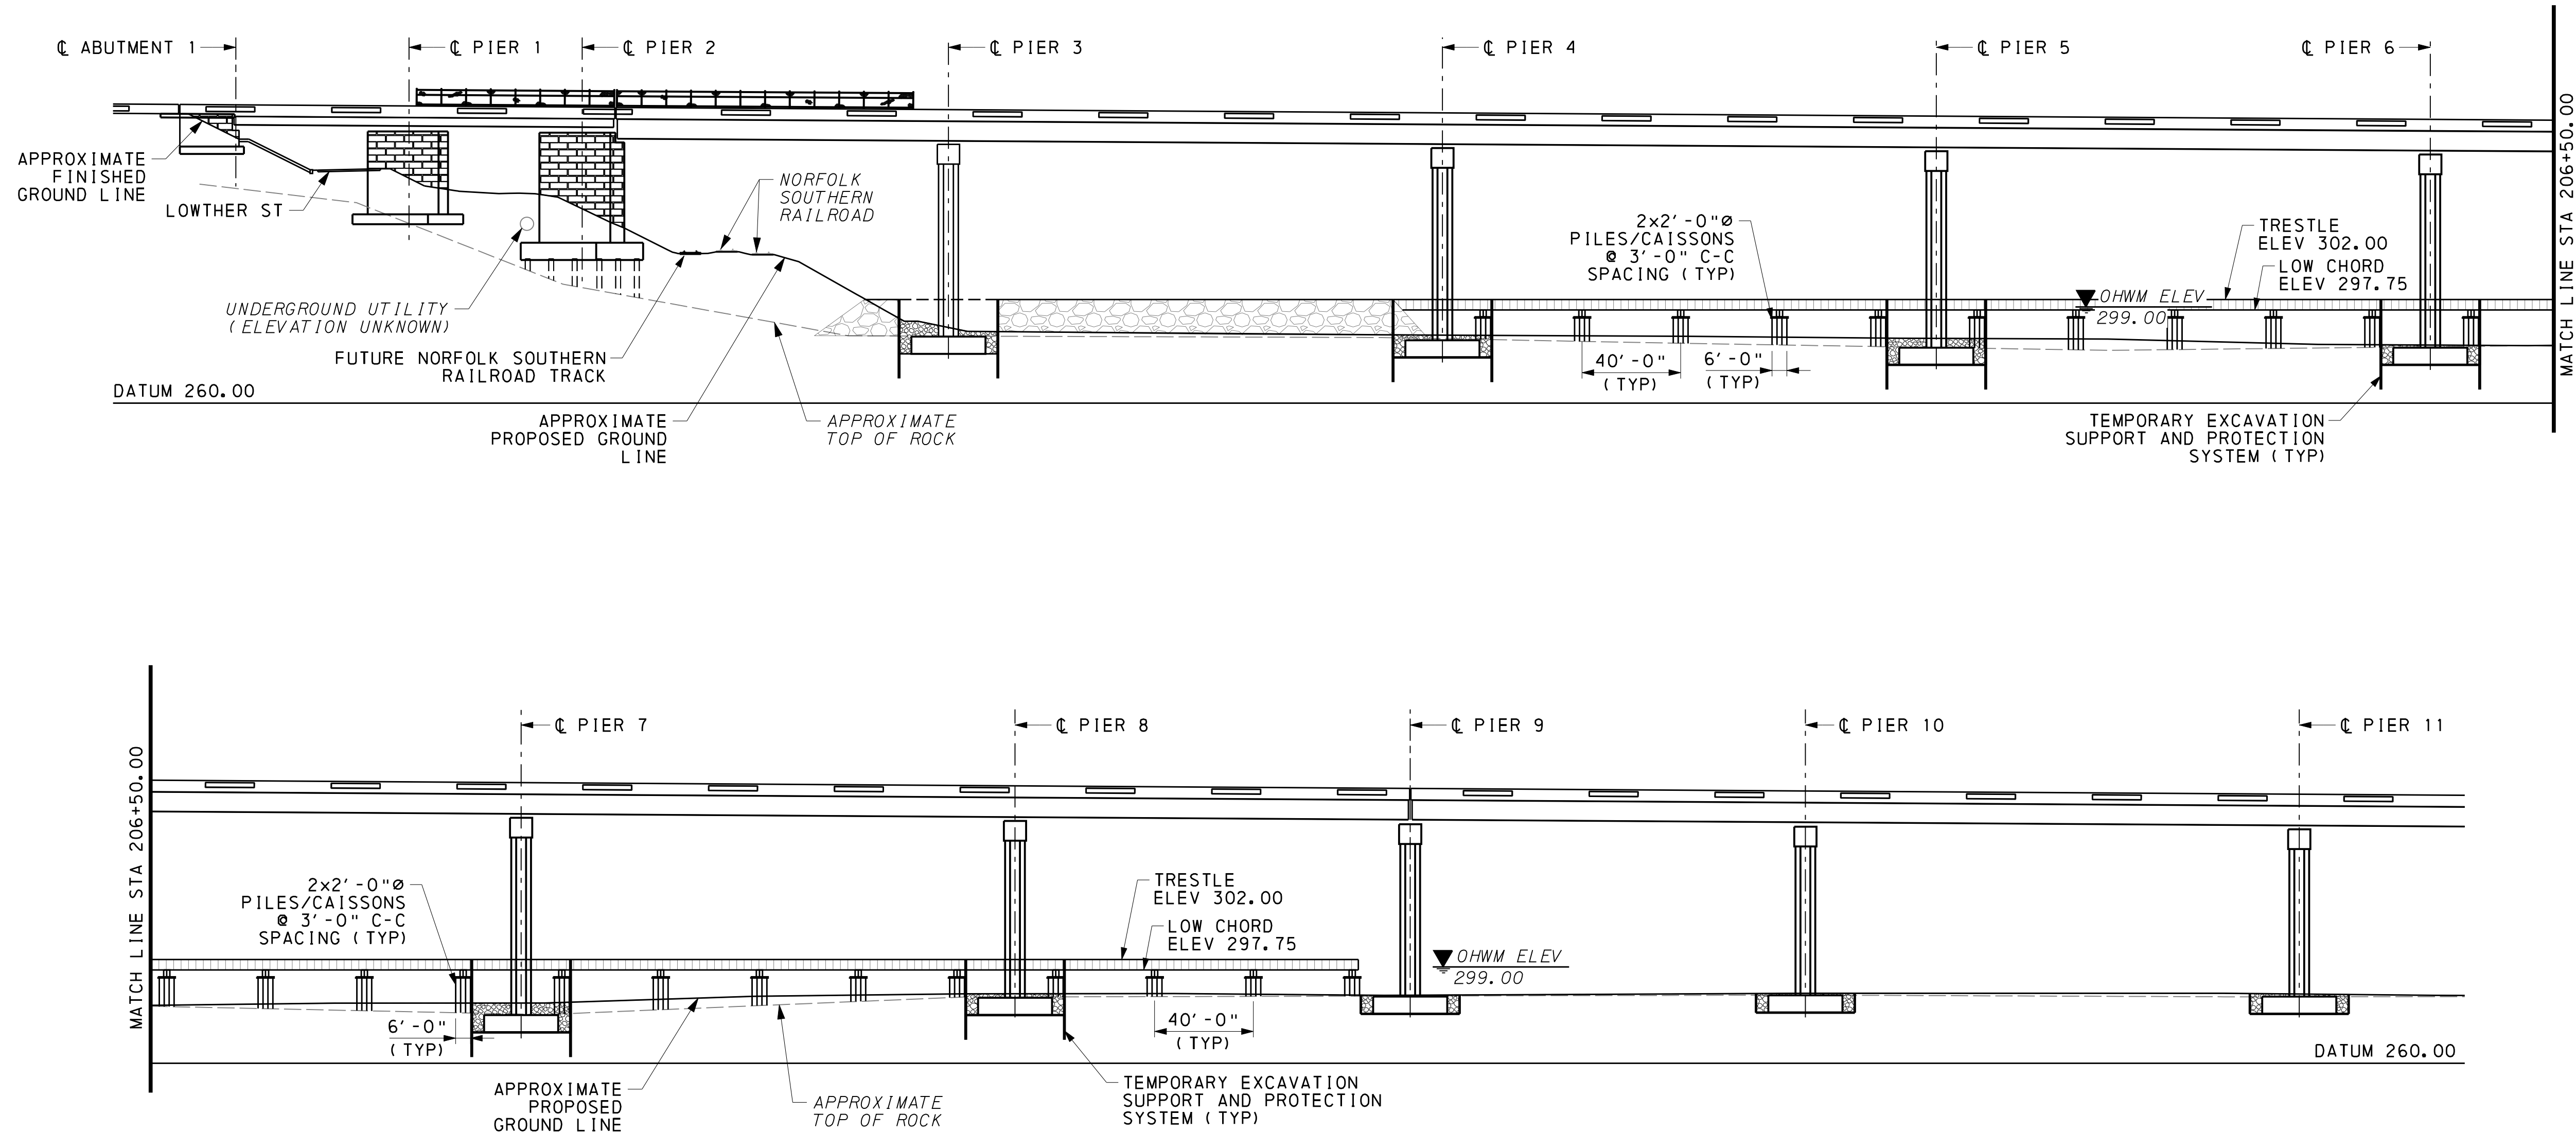 ℄ ABUTMENT 1
℄ PIER 1
℄ PIER 2
℄ PIER 3
℄ PIER 4
℄ PIER 5
℄ PIER 6
APPROXIMATE
FINISHED
GROUND LINE
LOWTHER ST
NORFOLK
SOUTHERN
RAILROAD
2x2'-0"Ø
PILES/CAISSONS
@ 3'-0" C-C
SPACING (TYP)
TRESTLE
ELEV 302.00
LOW CHORD
ELEV 297.75
OHWM ELEV
299.00
MATCH LINE STA 206+50.00
UNDERGROUND UTILITY
(ELEVATION UNKNOWN)
FUTURE NORFOLK SOUTHERN
RAILROAD TRACK
40'-0"
(TYP)
6'-0"
(TYP)
DATUM 260.00
APPROXIMATE
PROPOSED GROUND
LINE
APPROXIMATE
TOP OF ROCK
TEMPORARY EXCAVATION
SUPPORT AND PROTECTION
SYSTEM (TYP)
MATCH LINE STA 206+50.00
℄ PIER 7
℄ PIER 8
℄ PIER 9
℄ PIER 10
℄ PIER 11
2x2'-0"Ø
PILES/CAISSONS
@ 3'-0" C-C
SPACING (TYP)
TRESTLE
ELEV 302.00
LOW CHORD
ELEV 297.75
OHWM ELEV
299.00
6'-0"
(TYP)
40'-0"
(TYP)
DATUM 260.00
APPROXIMATE
PROPOSED
GROUND LINE
APPROXIMATE
TOP OF ROCK
TEMPORARY EXCAVATION
SUPPORT AND PROTECTION
SYSTEM (TYP)